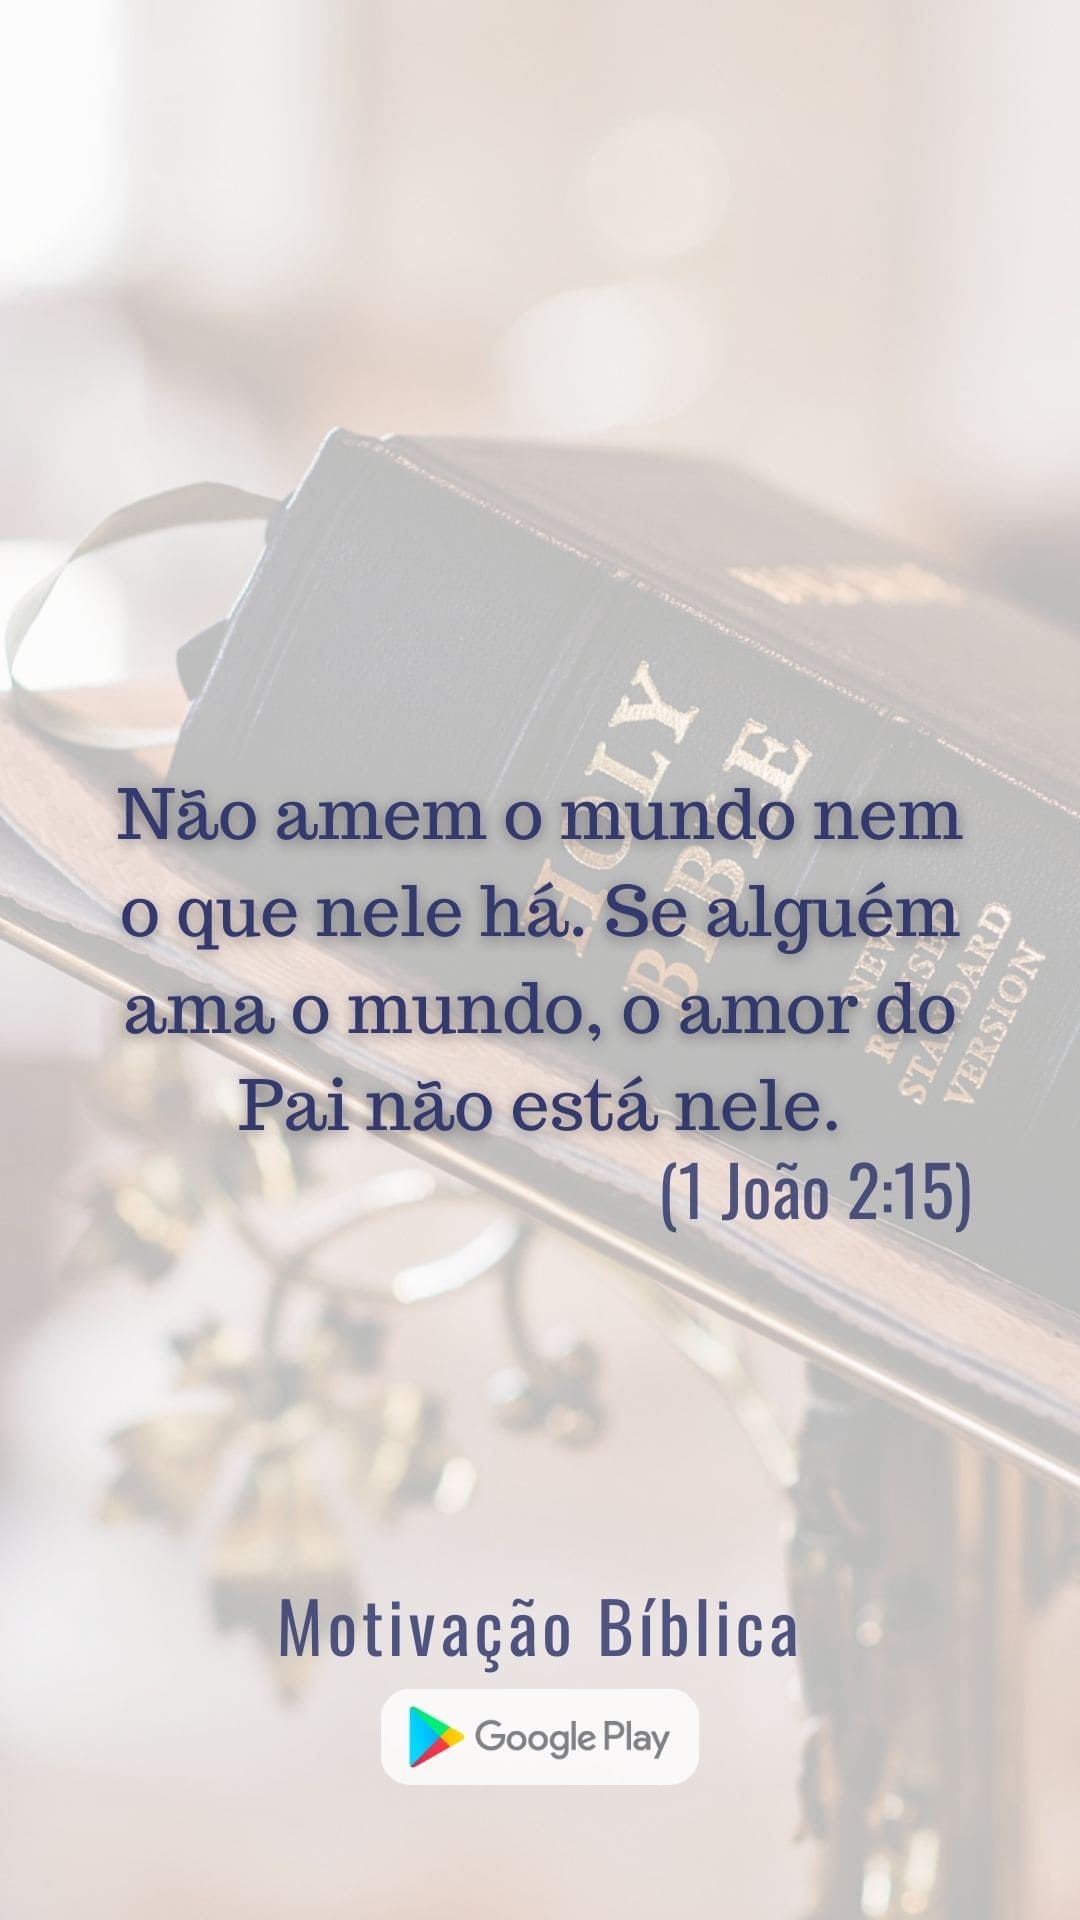 HOLY
BIBLE
NEW
REVISED
STANDARD
VERSION
Não amem o mundo nem
o que nele há. Se alguém
ama o mundo, o amor do
Pai não está nele.
(1 João 2:15)
Motivação Bíblica
Google Play